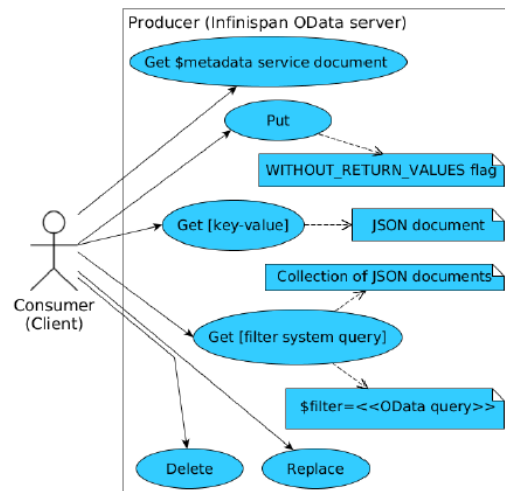 Producer (Infinispan OData server)
Get $metadata service document
Put
WITHOUT_RETURN_VALUES flag
Get [key-value]
JSON document
Collection of JSON documents
Consumer
(Client)
Get [filter system query]
$filter=<<OData query>>
Delete
Replace